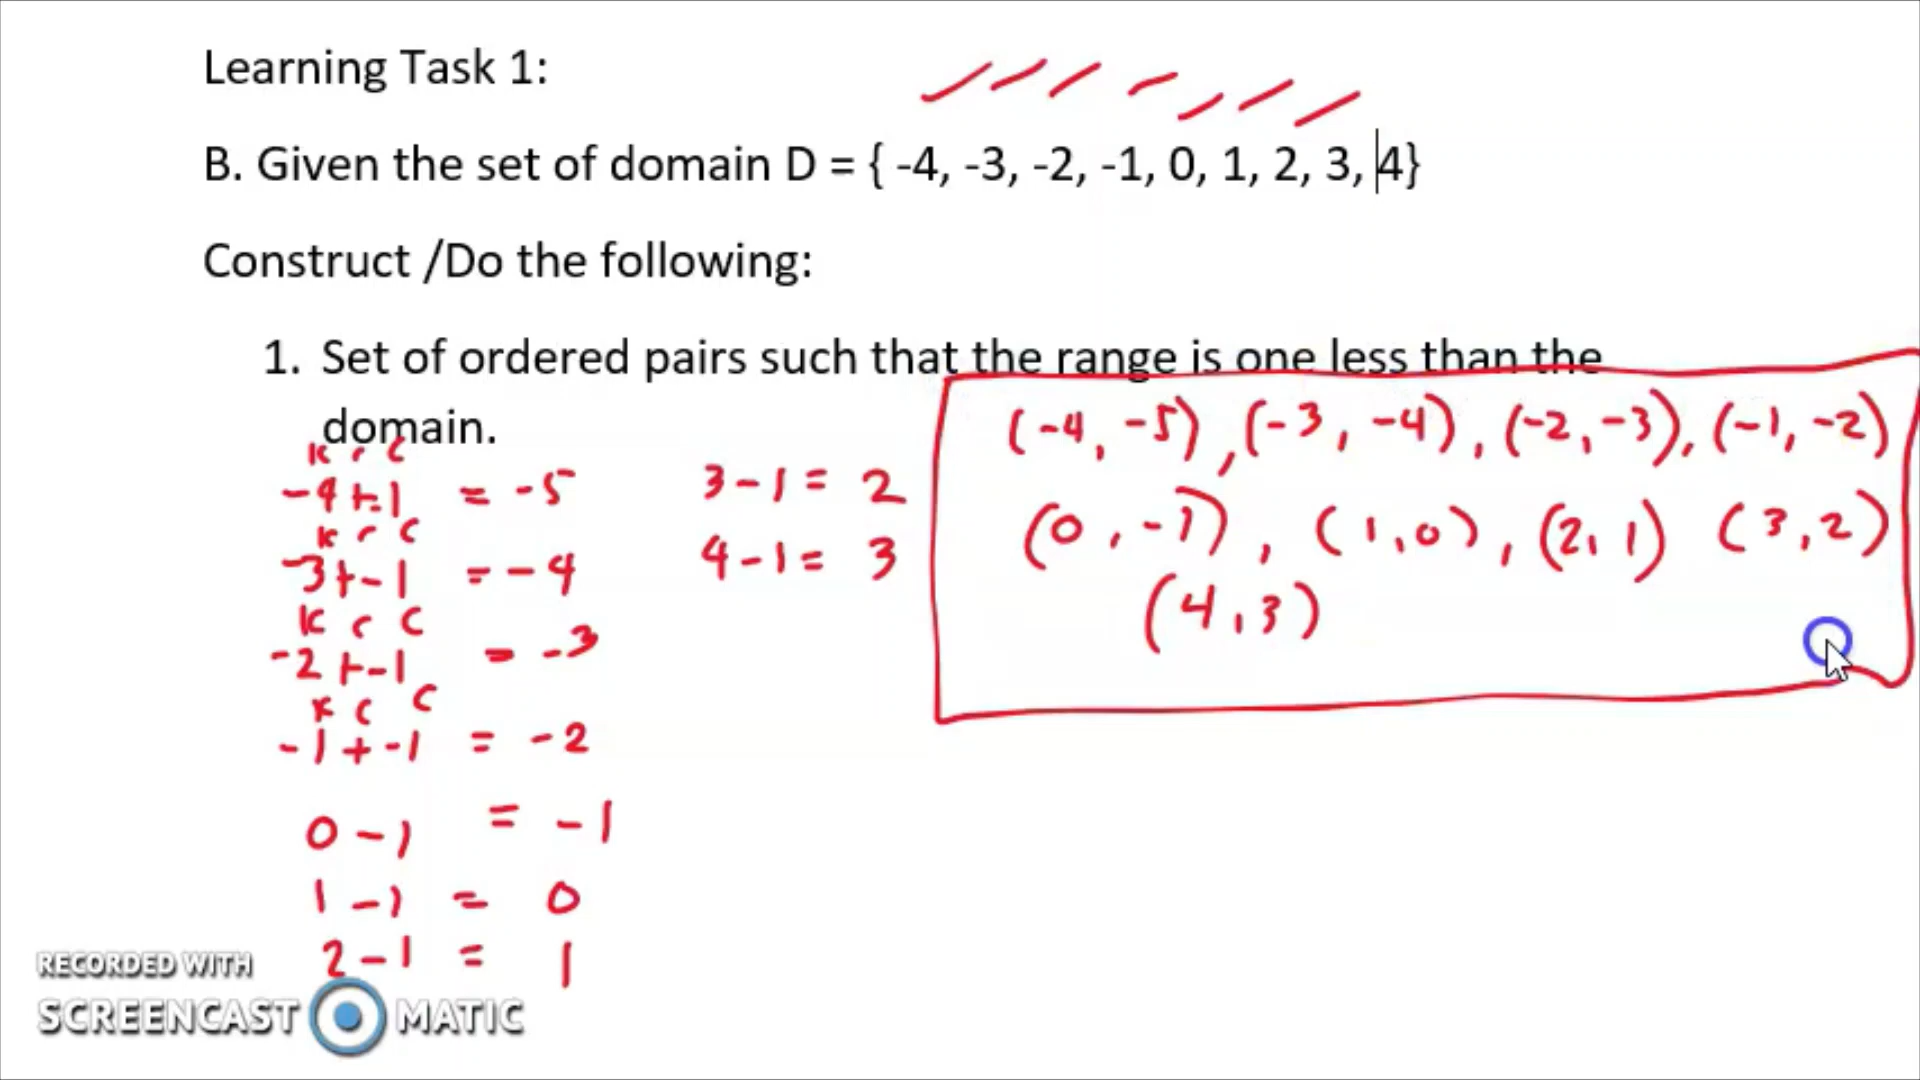 Learning Task 1:
B. Given the set of domain D = { -4, -3, -2, -1, 0, 1, 2, 3, 4}
Construct /Do the following:
1. Set of ordered pairs such that the range is one less than the
domain.
(-4, -5), (-3, -4), (-2, -3), (-1, -2)
(0, -1), (1,0), (2,1) (3,2)
(4,3)
K C C
-4+-1 = -5
K C C
-3+-1 = -4
K C C
-2+-1 = -3
K C C
-1+-1 = -2
0-1 = -1
1-1 = 0
2-1 = 1
3-1= 2
4-1= 3
RECORDED WITH
SCREENCAST MATIC